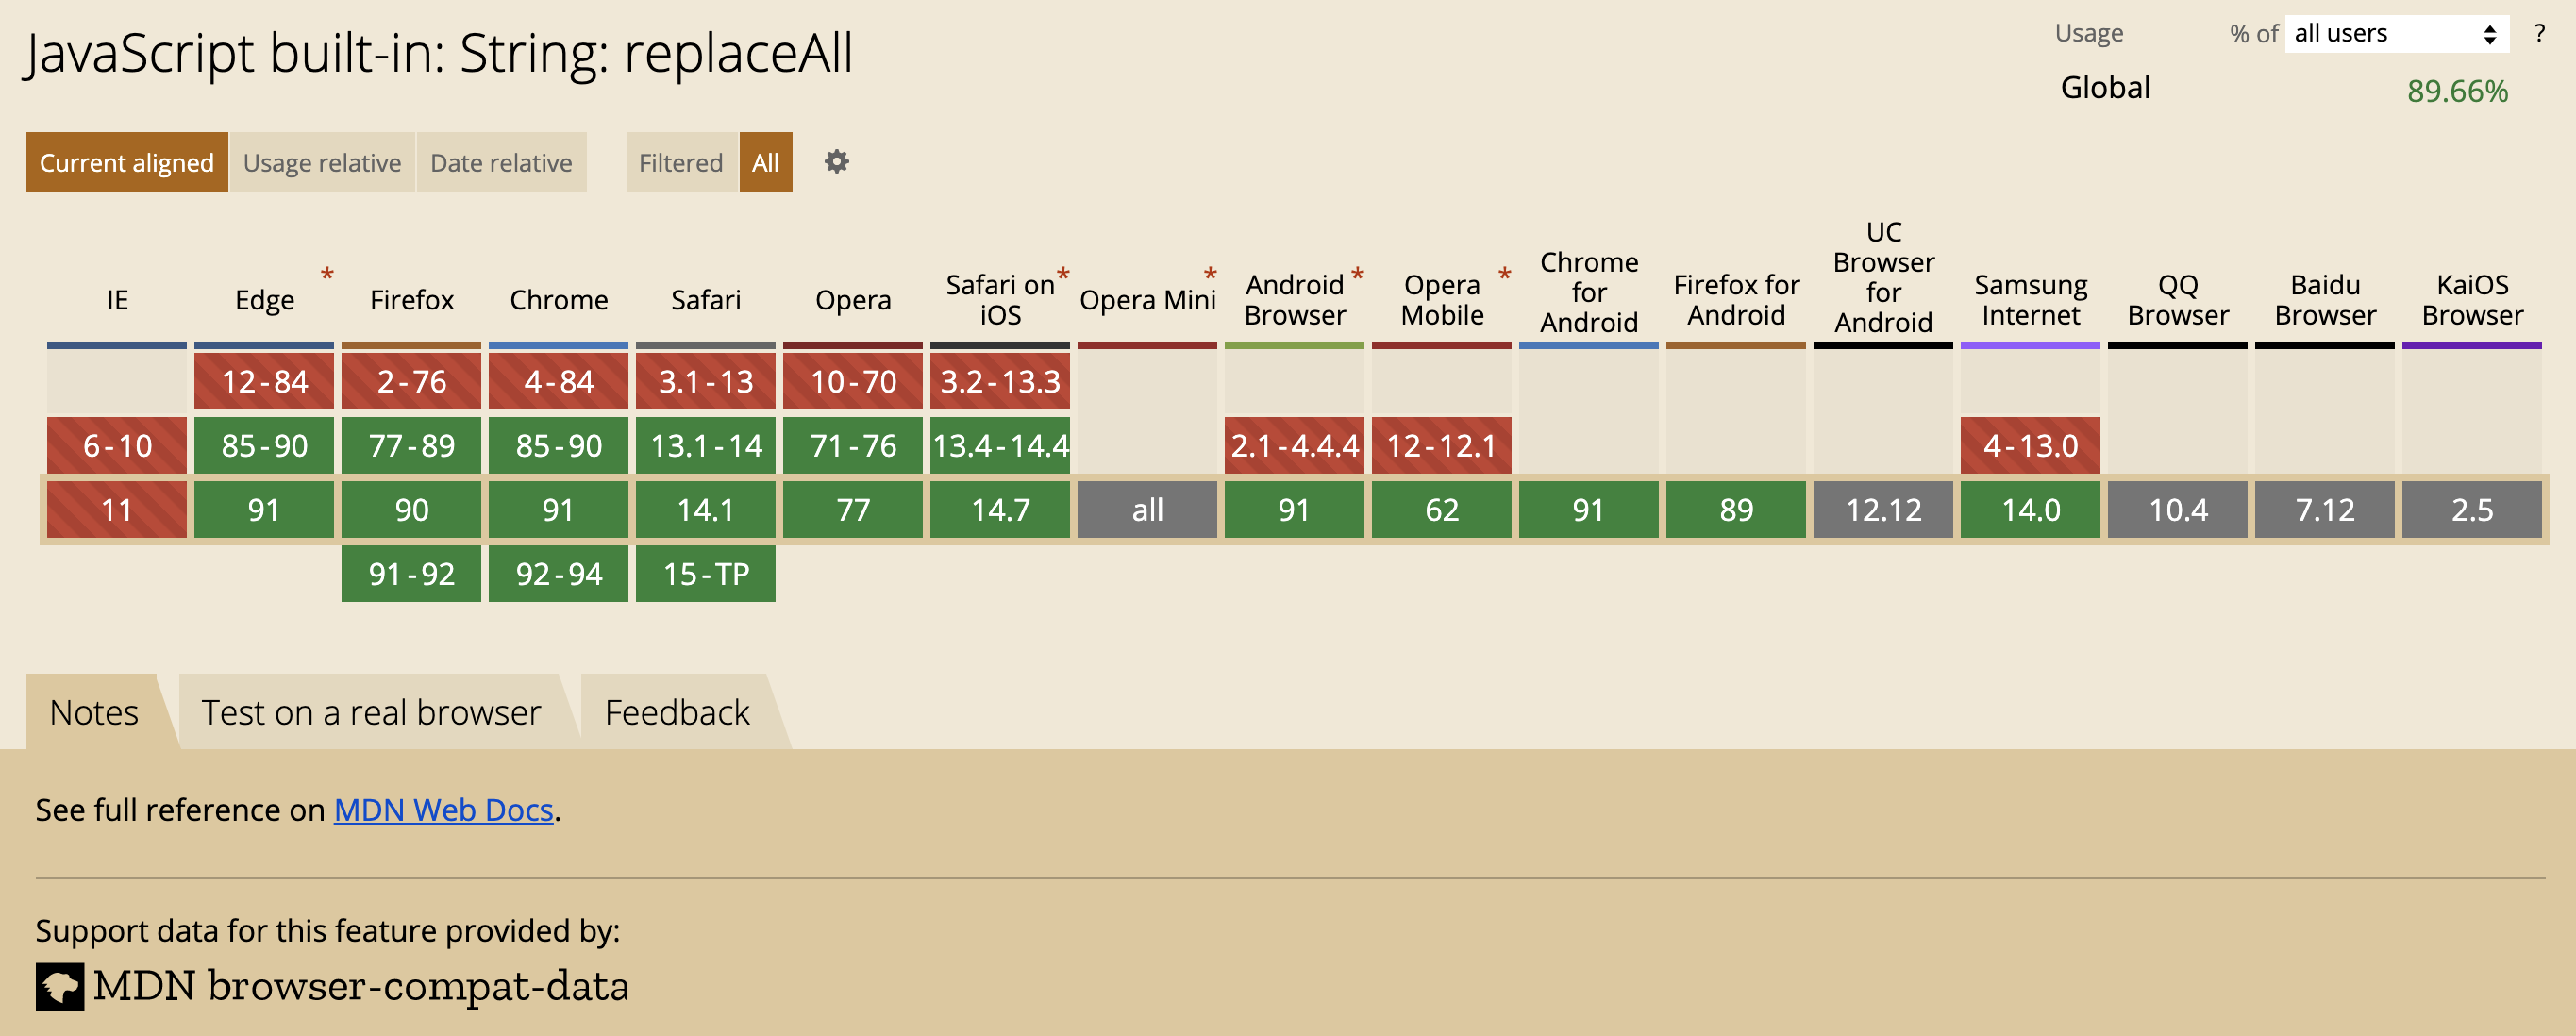 JavaScript built-in: String: replaceAll
Usage % of all users ?
Global 89.66%
Current aligned Usage relative Date relative Filtered All
IE
Edge *
Firefox
Chrome
Safari
Opera
Safari on *
iOS
Opera Mini *
Android *
Browser
Opera *
Mobile
Chrome
for
Android
Firefox for
Android
UC
Browser
for
Android
Samsung
Internet
QQ
Browser
Baidu
Browser
KaiOS
Browser
12-84 2-76 4-84 3.1-13 10-70 3.2-13.3
6-10 85-90 77-89 85-90 13.1-14 71-76 13.4-14.4 2.1-4.4.4 12-12.1 4-13.0
11 91 90 91 14.1 77 14.7 all 91 62 91 89 12.12 14.0 10.4 7.12 2.5
91-92 92-94 15-TP
Notes Test on a real browser Feedback
See full reference on MDN Web Docs.
Support data for this feature provided by:
MDN browser-compat-data